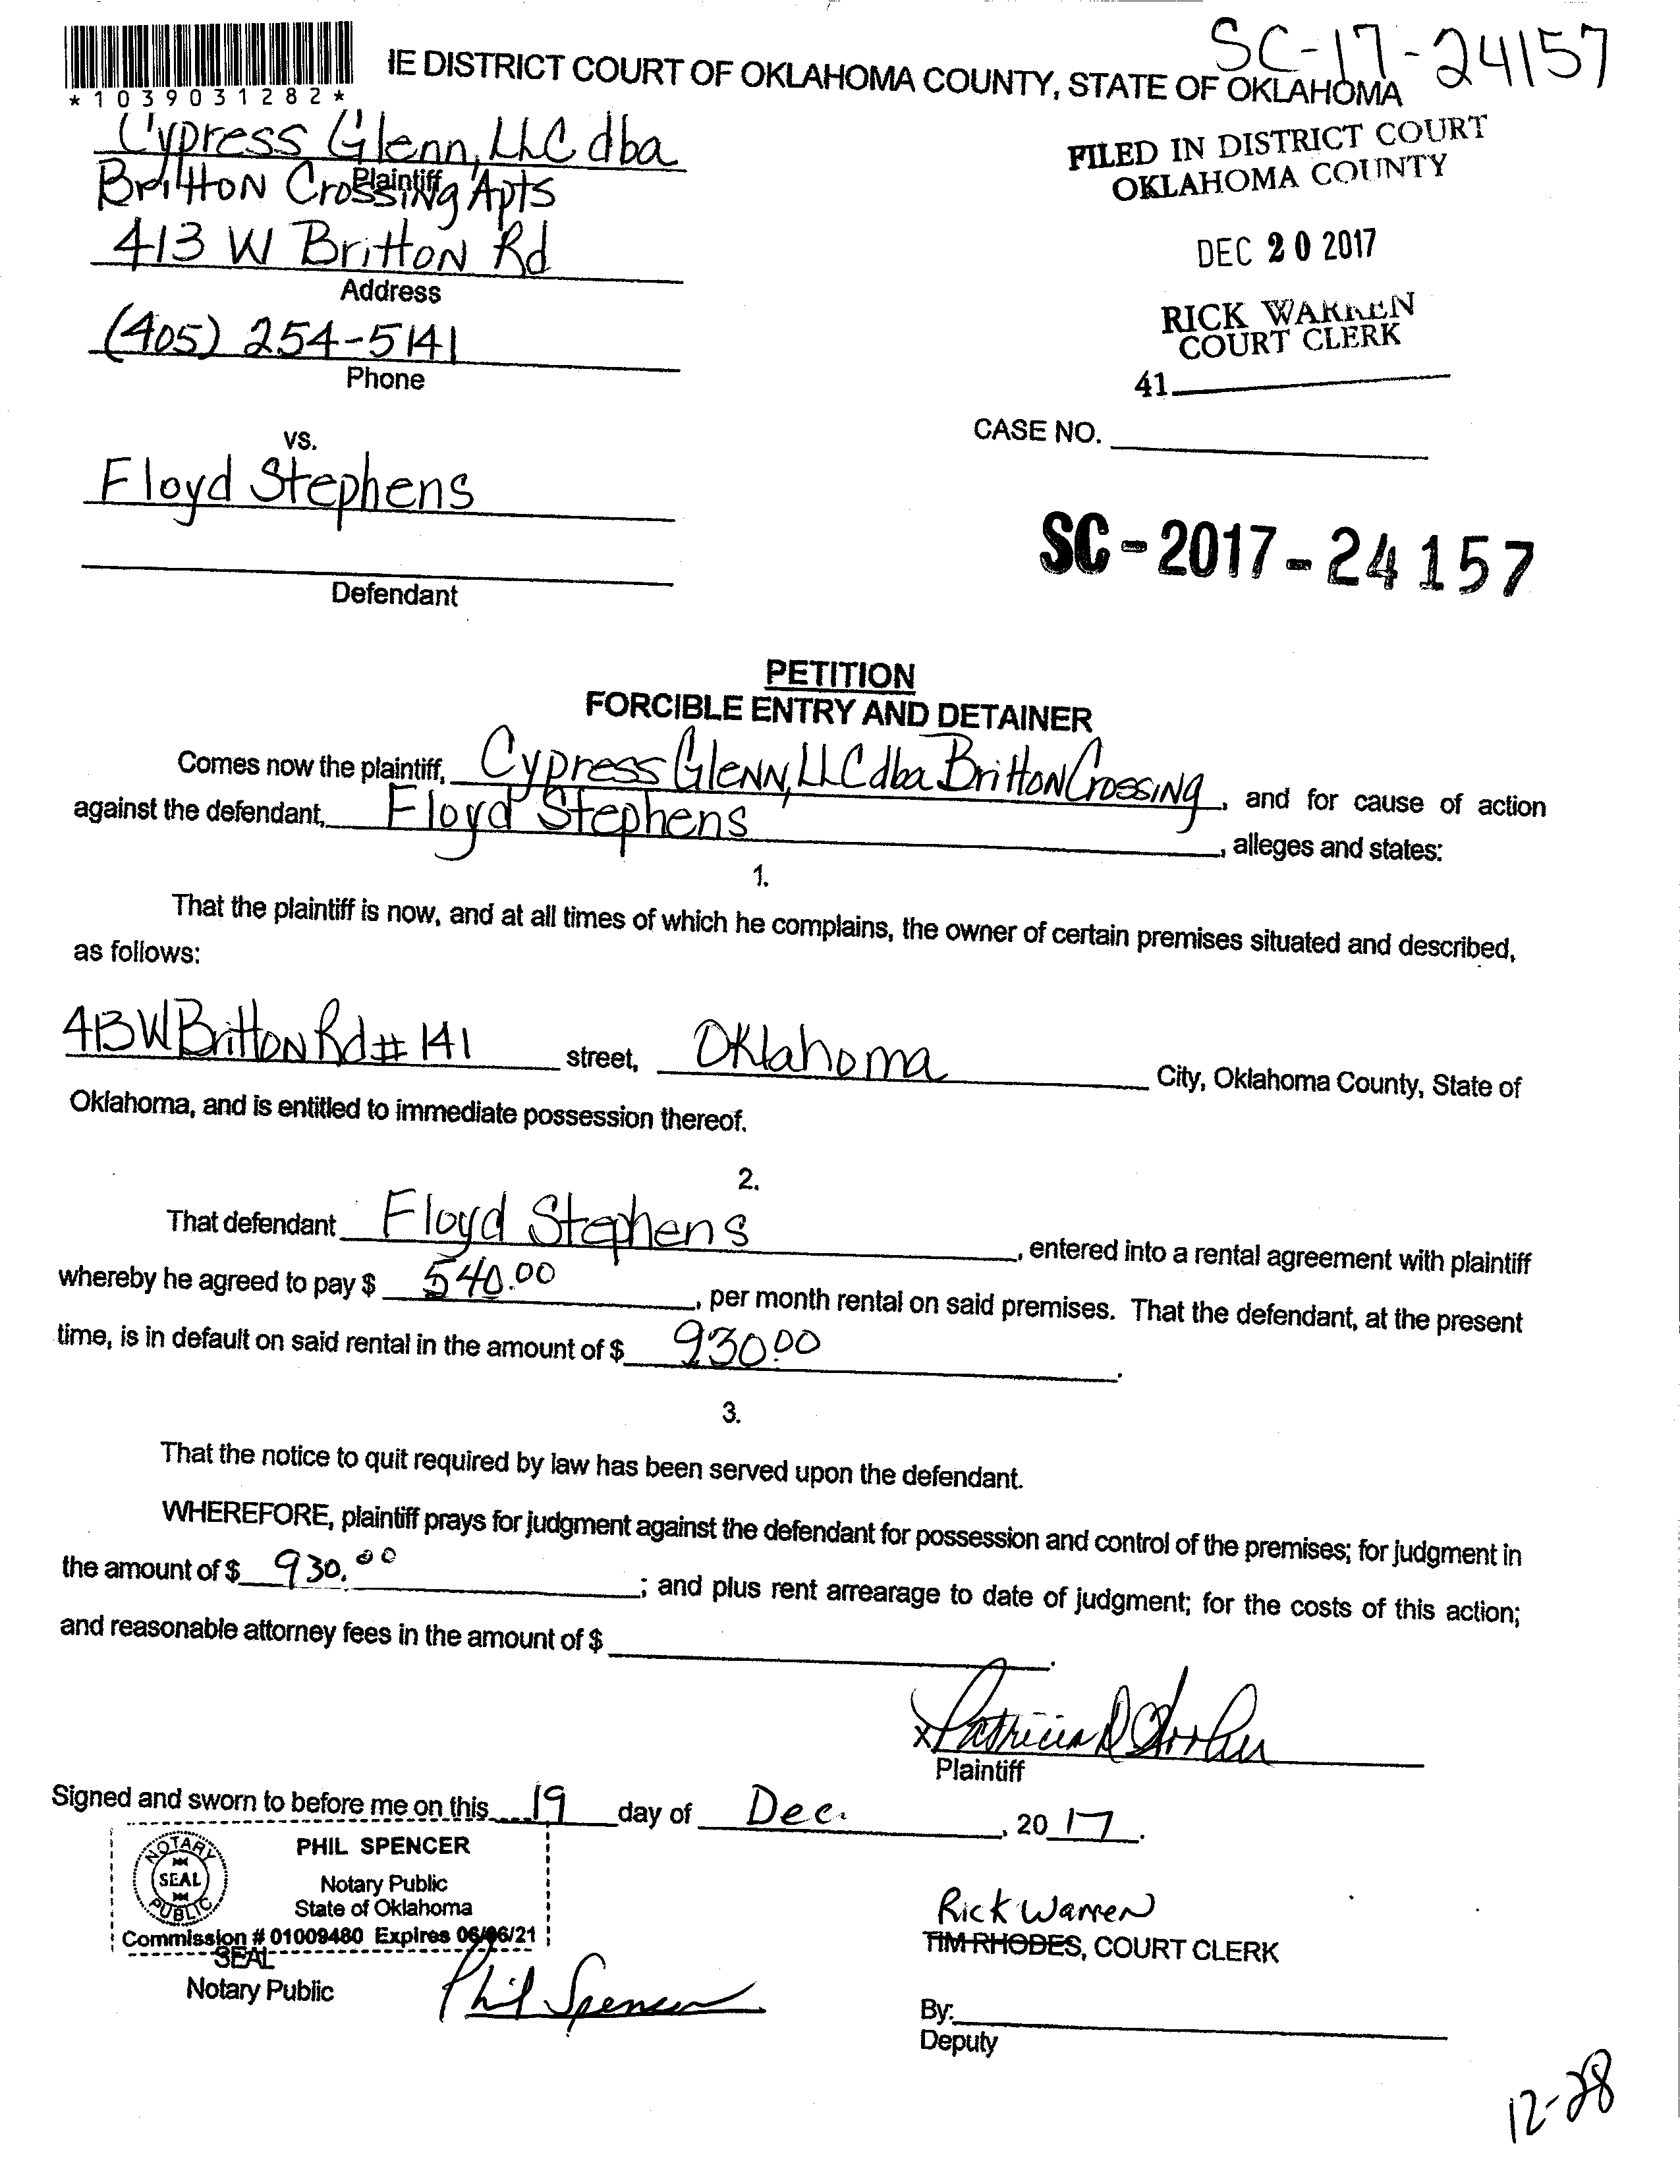 SC-17-24157
IE DISTRICT COURT OF OKLAHOMA COUNTY, STATE OF OKLAHOMA
*1039031282*
Cypress Glenn, LLC dba
Plaintiff
Britton Crossing Apts
413 W Britton Rd
Address
(405) 254-5141
Phone
FILED IN DISTRICT COURT
OKLAHOMA COUNTY
DEC 20 2017
RICK WARREN
COURT CLERK
41
CASE NO.
vs.
Floyd Stephens
Defendant
SC-2017-24157
PETITION
FORCIBLE ENTRY AND DETAINER
Comes now the plaintiff, Cypress Glenn, LLC dba Britton Crossing, and for cause of action
against the defendant, Floyd Stephens, alleges and states:
1.
That the plaintiff is now, and at all times of which he complains, the owner of certain premises situated and described,
as follows:
413 W Britton Rd # 141 street, Oklahoma City, Oklahoma County, State of
Oklahoma, and is entitled to immediate possession thereof.
2.
That defendant Floyd Stephens, entered into a rental agreement with plaintiff
whereby he agreed to pay $ 540.00, per month rental on said premises. That the defendant, at the present
time, is in default on said rental in the amount of $ 930.00.
3.
That the notice to quit required by law has been served upon the defendant.
WHEREFORE, plaintiff prays for judgment against the defendant for possession and control of the premises; for judgment in
the amount of $ 930.00; and plus rent arrearage to date of judgment; for the costs of this action;
and reasonable attorney fees in the amount of $ .
x Patricia D
Plaintiff
Signed and sworn to before me on this 19 day of Dec., 20 17.
NOTARY PUBLIC
SEAL
PHIL SPENCER
Notary Public
State of Oklahoma
Commission # 01009480 Expires 06/06/21
SEAL
Notary Public
Phil Spencer
Rick Warren
TIM RHODES, COURT CLERK
By:
Deputy
12-28